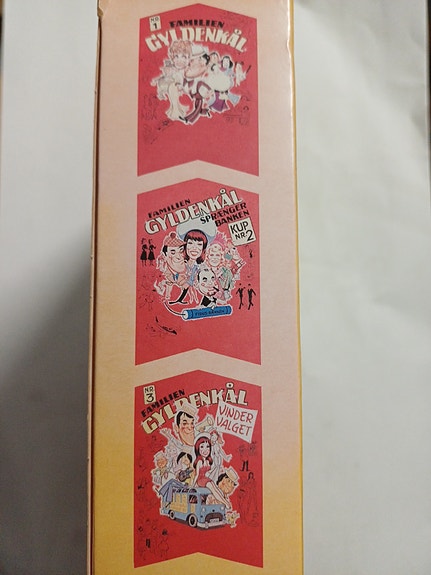 NR.
1
FAMILIEN
GYLDENKÅL
FAMILIEN
GYLDENKÅL
SPRÆNGER
BANKEN
KUP
NR.2
NR.
3
FAMILIEN
GYLDENKÅL
VINDER
VALGET